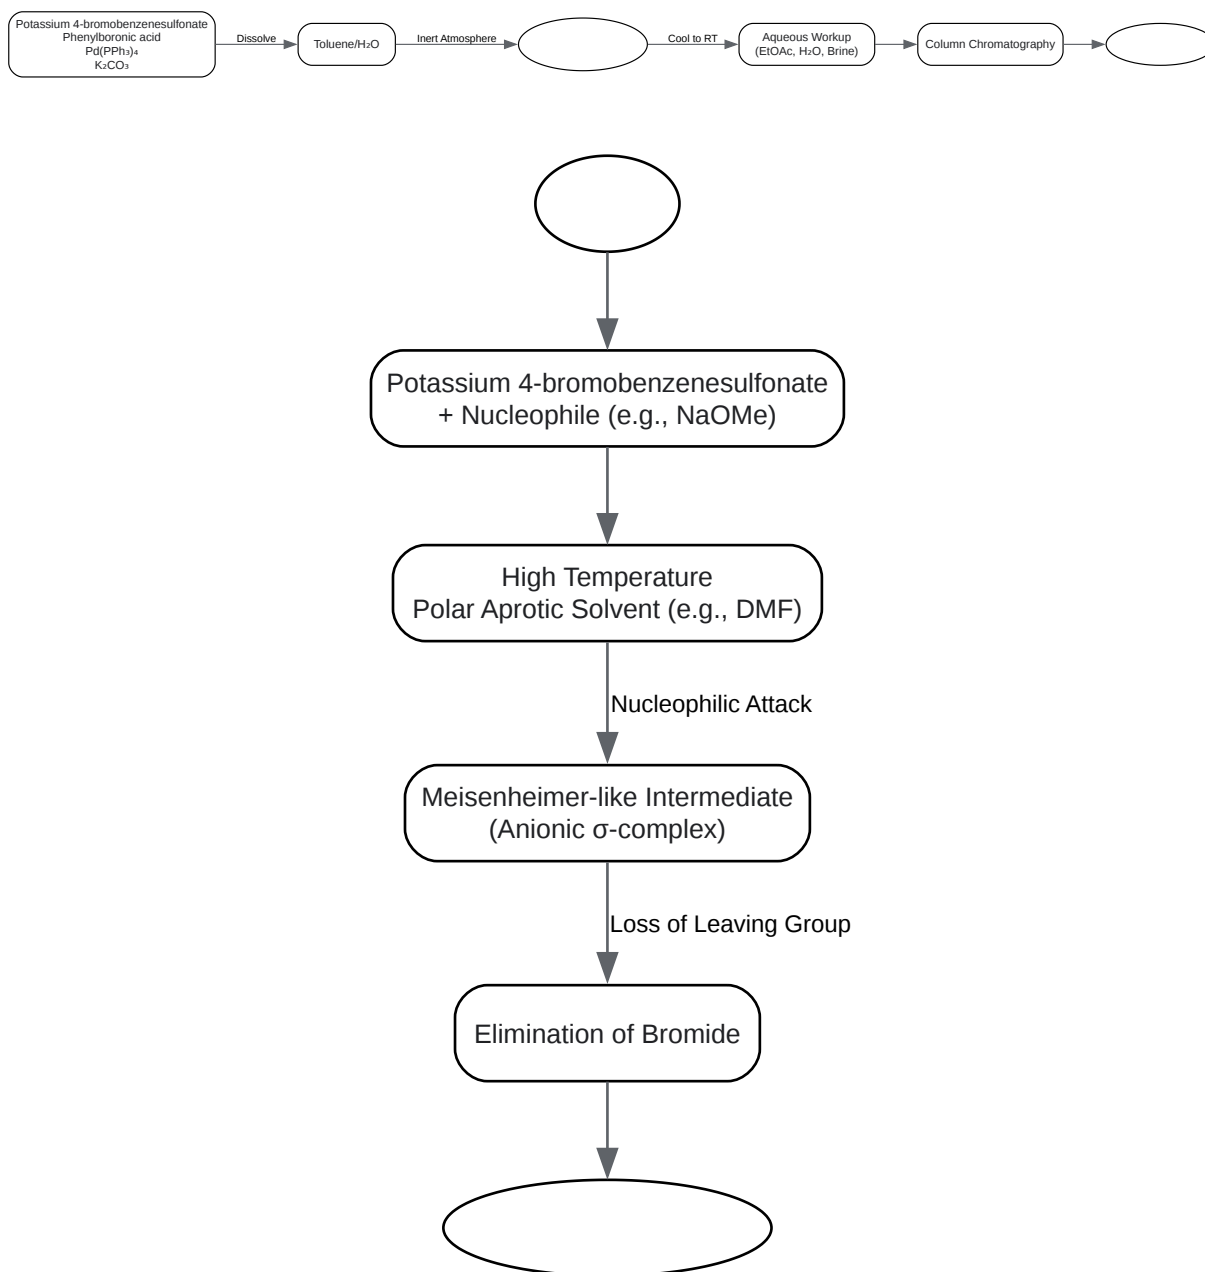 Potassium 4-bromobenzenesulfonate
Phenylboronic acid
Pd(PPh₃)₄
K₂CO₃
Dissolve
Toluene/H₂O
Inert Atmosphere
Cool to RT
Aqueous Workup
(EtOAc, H₂O, Brine)
Column Chromatography
Potassium 4-bromobenzenesulfonate
+ Nucleophile (e.g., NaOMe)
High Temperature
Polar Aprotic Solvent (e.g., DMF)
Nucleophilic Attack
Meisenheimer-like Intermediate
(Anionic σ-complex)
Loss of Leaving Group
Elimination of Bromide